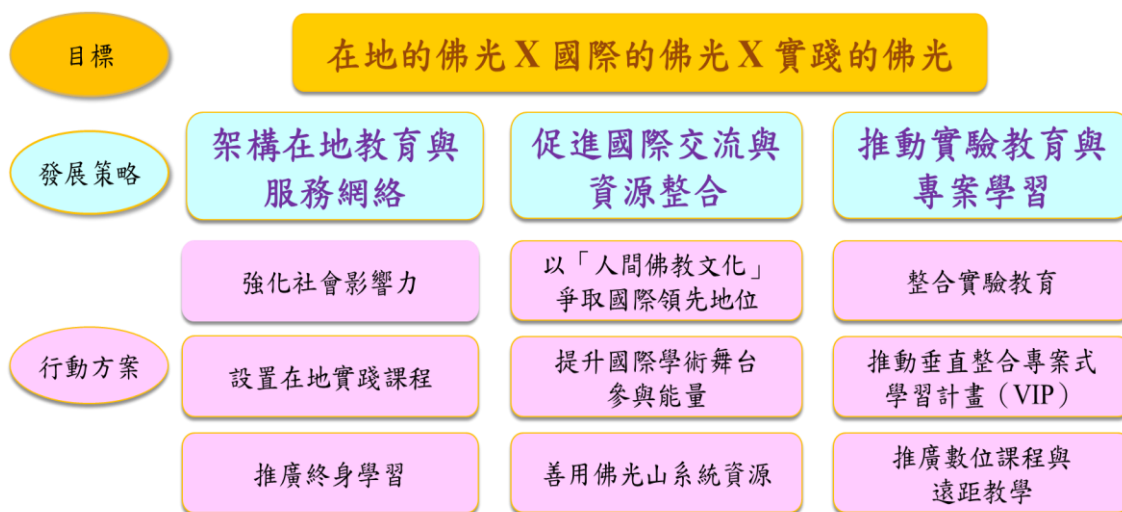 目標
在地的佛光 X 國際的佛光 X 實踐的佛光
發展策略
架構在地教育與
服務網絡
促進國際交流與
資源整合
推動實驗教育與
專案學習
行動方案
強化社會影響力
以「人間佛教文化」
爭取國際領先地位
整合實驗教育
設置在地實踐課程
提升國際學術舞台
參與能量
推動垂直整合專案式
學習計畫（VIP）
推廣終身學習
善用佛光山系統資源
推廣數位課程與
遠距教學